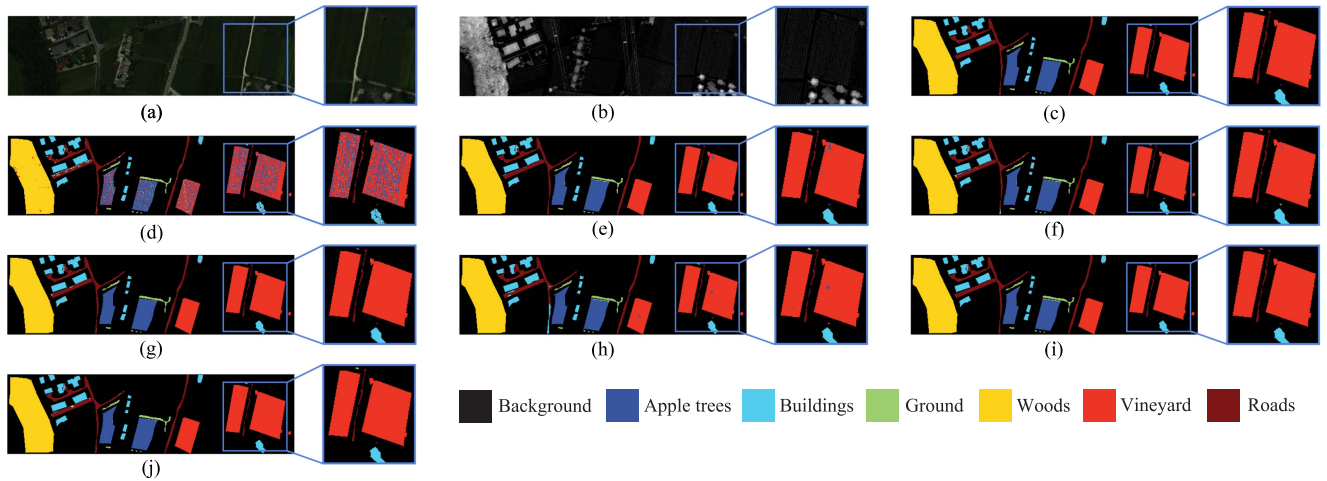 (a)
(b)
(c)
(d)
(e)
(f)
(g)
(h)
(i)
(j)
Background
Apple trees
Buildings
Ground
Woods
Vineyard
Roads